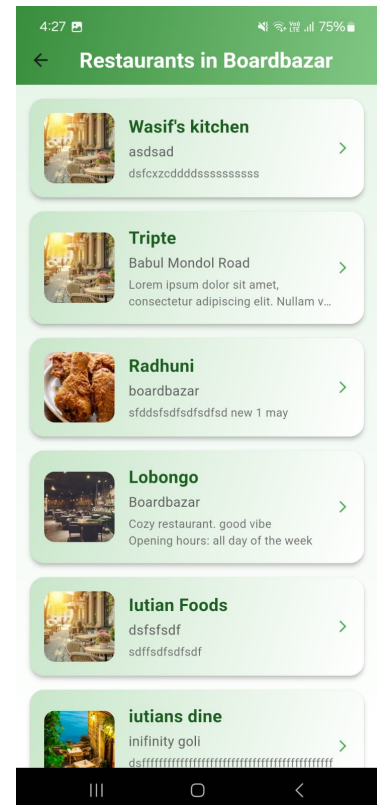 4:27
75%
Restaurants in Boardbazar
Wasif's kitchen
asdsad
dsfcxzcddddssssssssss
Tripte
Babul Mondol Road
Lorem ipsum dolor sit amet,
consectetur adipiscing elit. Nullam v...
Radhuni
boardbazar
sfddsfsdfsdfsdfsd new 1 may
Lobongo
Boardbazar
Cozy restaurant. good vibe
Opening hours: all day of the week
Iutian Foods
dsfsfsdf
sdffsdfsdfsdf
iutians dine
inifinity goli